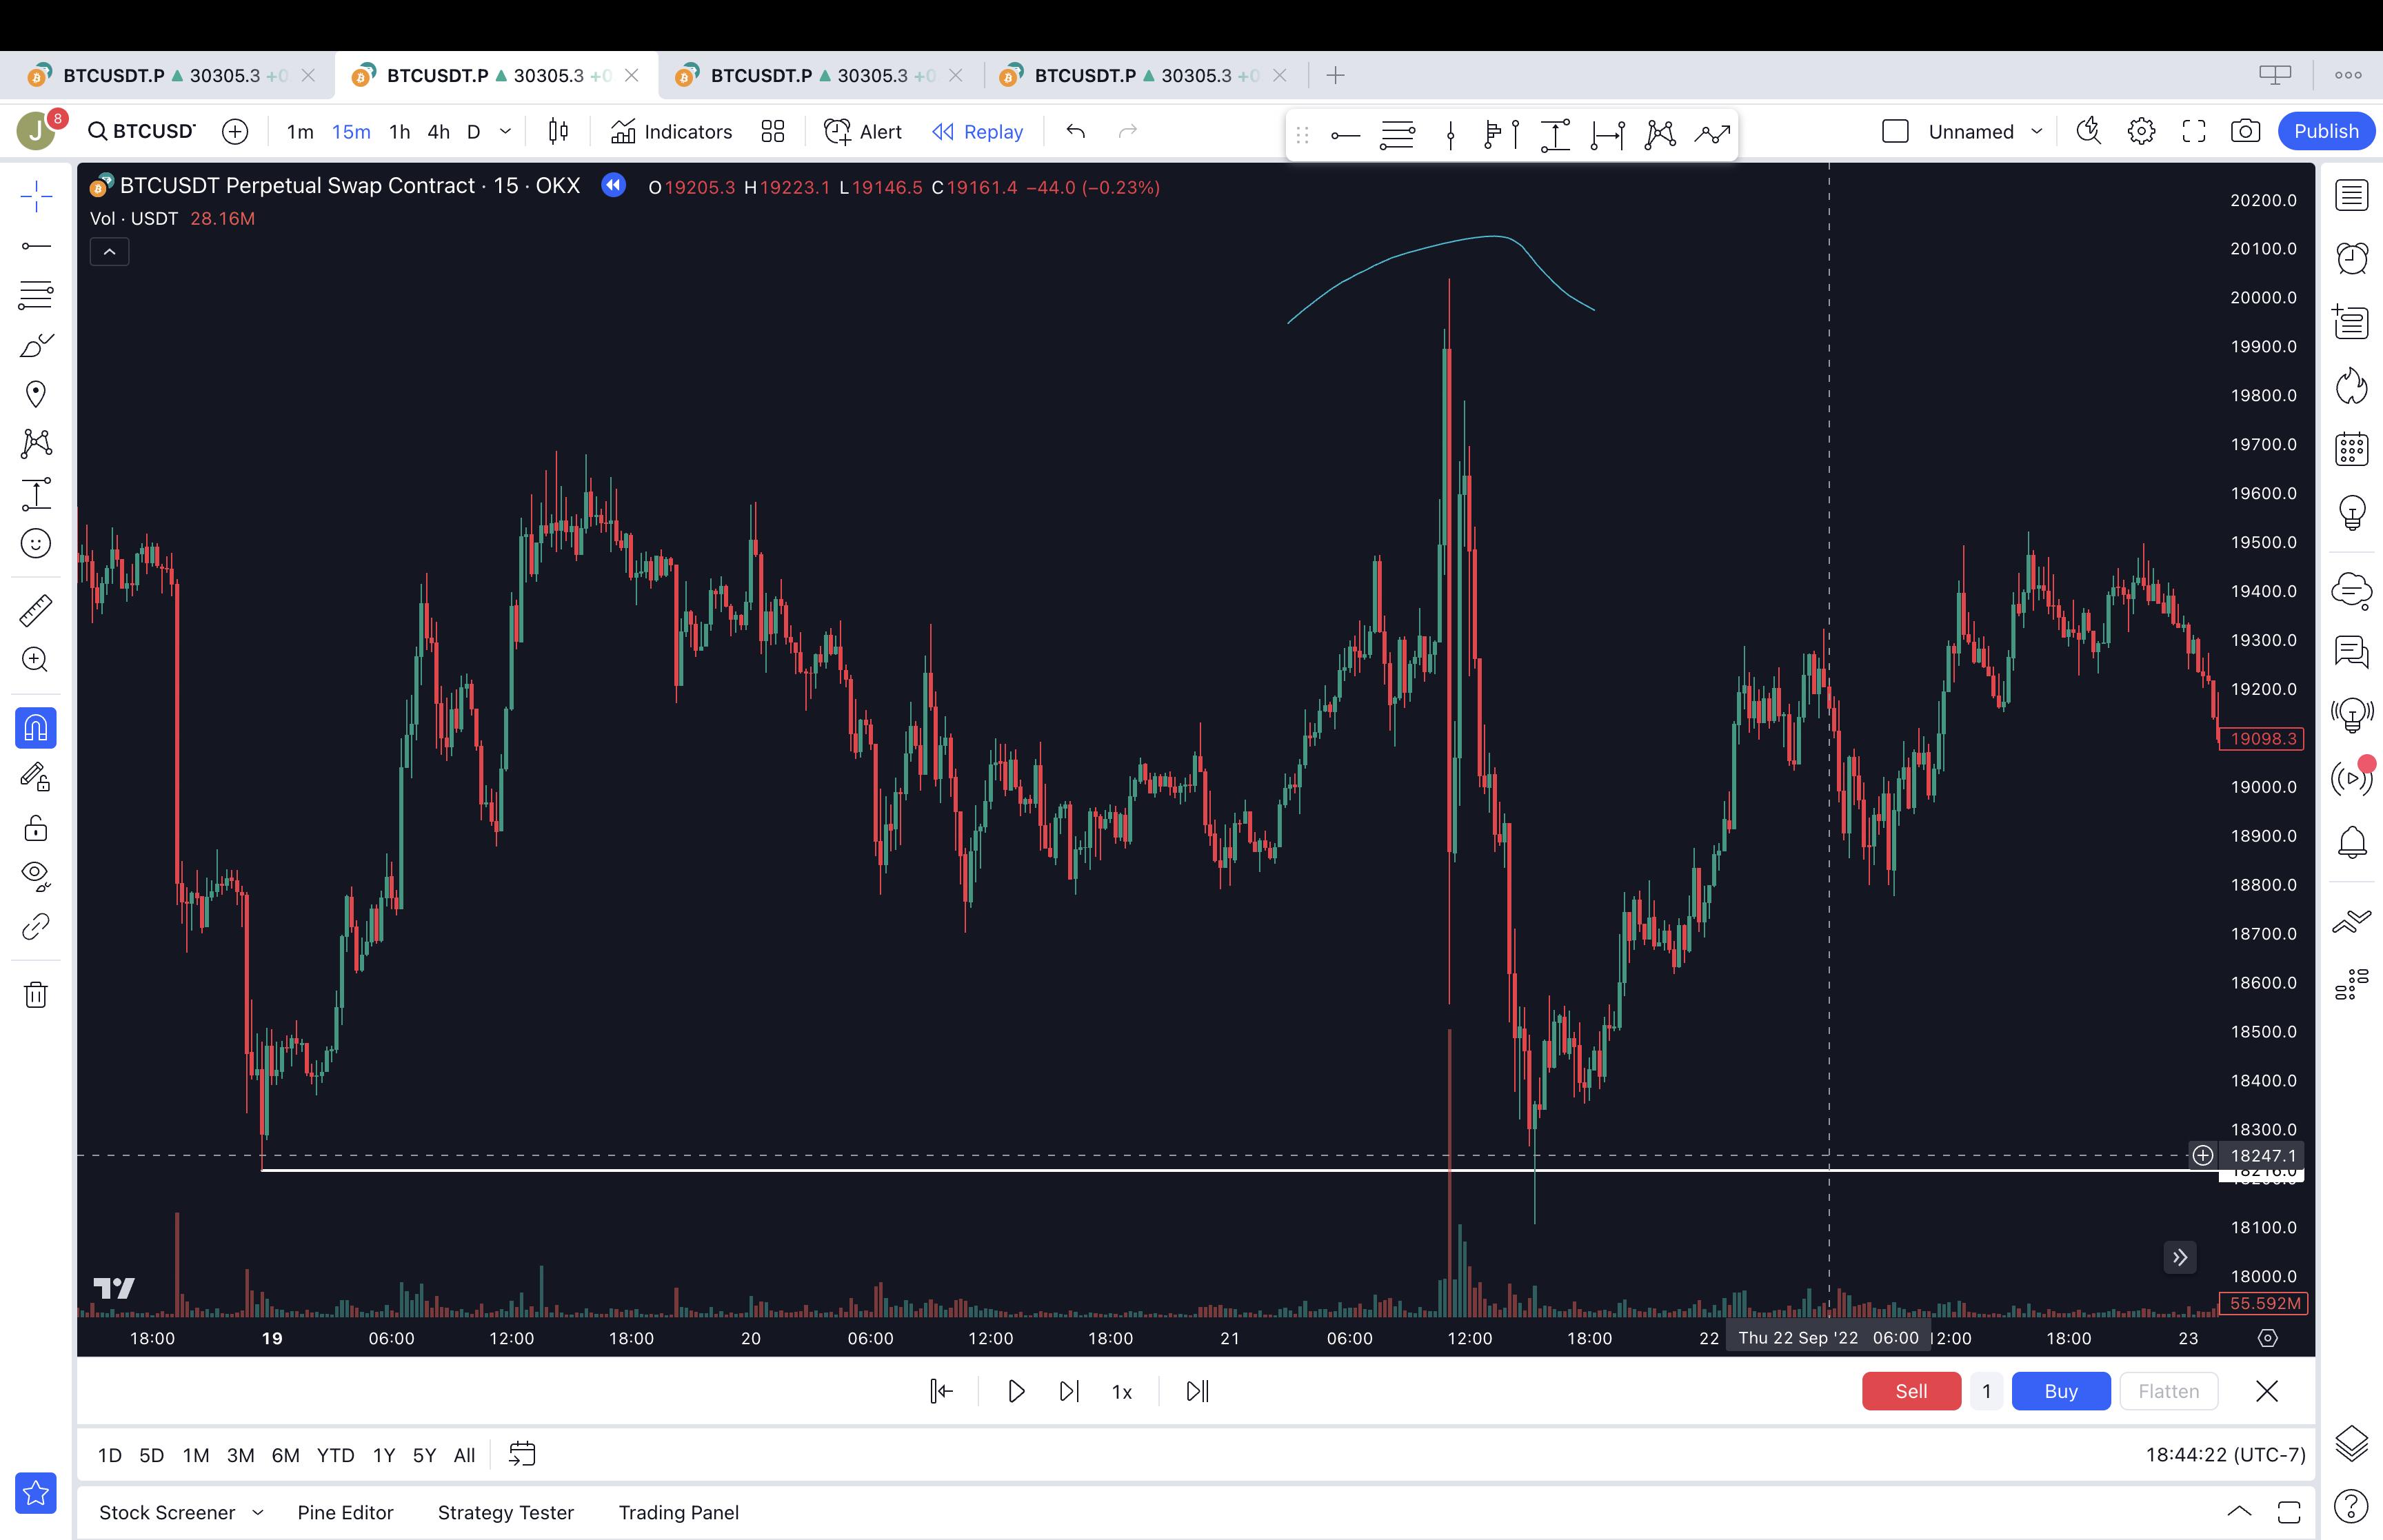 BTCUSDT.P ▲ 30305.3 +0 BTCUSDT.P ▲ 30305.3 +0 BTCUSDT.P ▲ 30305.3 +0 BTCUSDT.P ▲ 30305.3 +0
J 8 BTCUSD 1m 15m 1h 4h D Indicators Alert Replay Unnamed Publish
BTCUSDT Perpetual Swap Contract · 15 · OKX O19205.3 H19223.1 L19146.5 C19161.4 −44.0 (−0.23%)
Vol · USDT 28.16M
20200.0
20100.0
20000.0
19900.0
19800.0
19700.0
19600.0
19500.0
19400.0
19300.0
19200.0
19098.3
19000.0
18900.0
18800.0
18700.0
18600.0
18500.0
18400.0
18300.0
18247.1
18100.0
18000.0
55.592M
18:00 19 06:00 12:00 18:00 20 06:00 12:00 18:00 21 06:00 12:00 18:00 22 Thu 22 Sep '22 06:00 12:00 18:00 23
1x Sell 1 Buy Flatten
1D 5D 1M 3M 6M YTD 1Y 5Y All 18:44:22 (UTC-7)
Stock Screener Pine Editor Strategy Tester Trading Panel